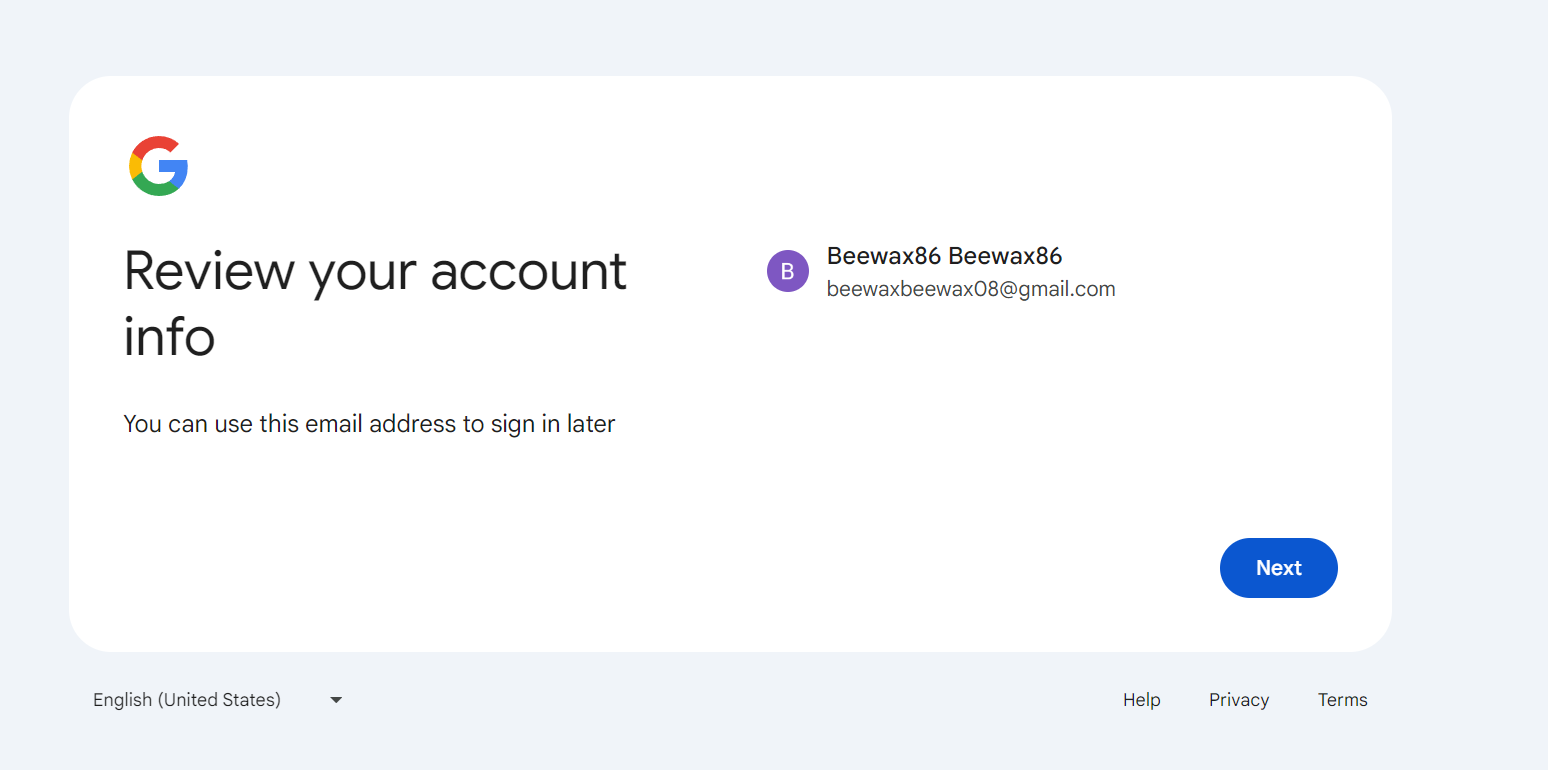 Review your account
info
You can use this email address to sign in later
B
Beewax86 Beewax86
beewaxbeewax08@gmail.com
Next
English (United States)
Help
Privacy
Terms